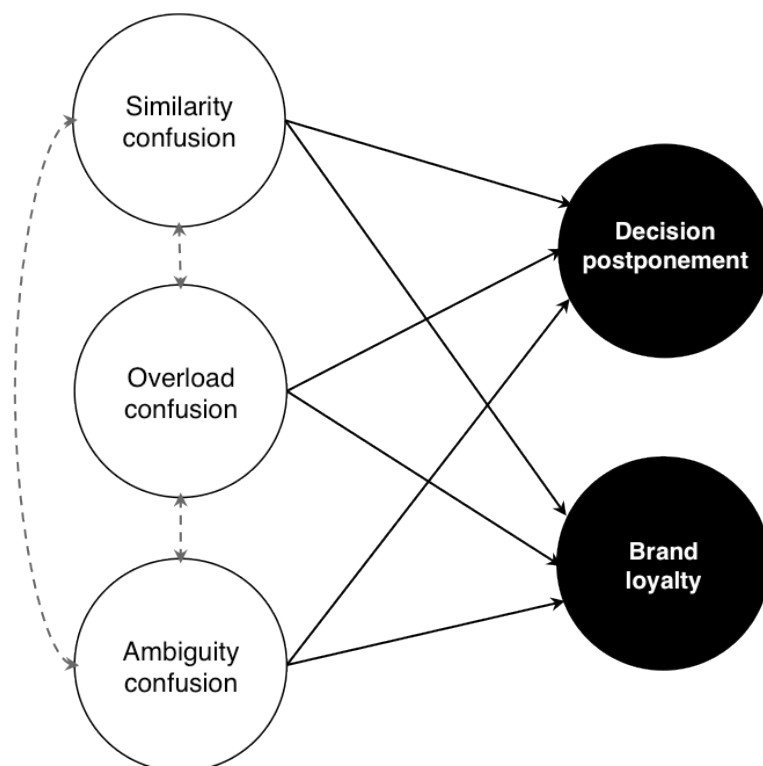 Similarity
confusion
Decision
postponement
Overload
confusion
Brand
loyalty
Ambiguity
confusion